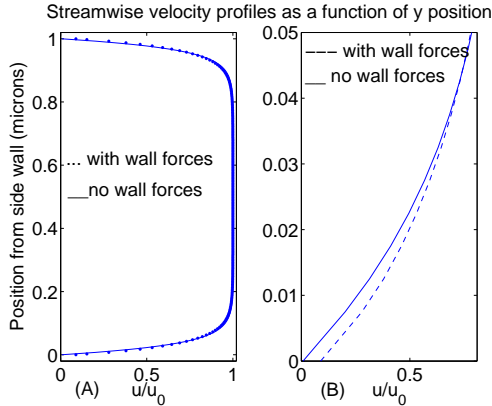 Streamwise velocity profiles as a function of y position
Position from side wall (microns)
1
0.8
0.6
0.4
0.2
0
0
0.5
1
... with wall forces
__no wall forces
(A)
u/u0
0.05
0.04
0.03
0.02
0.01
0
0
0.5
--- with wall forces
__ no wall forces
(B)
u/u0